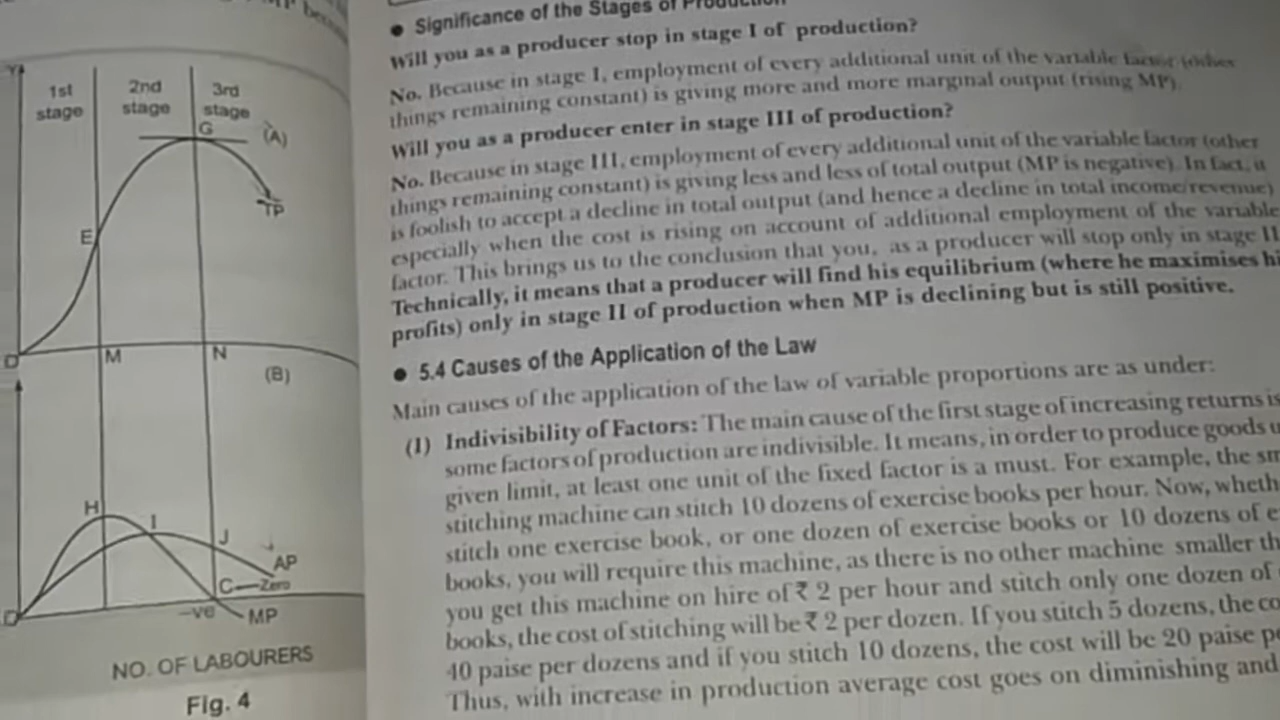 MP
1st stage
2nd stage
3rd stage
Y
G
(A)
TP
E
O
M
N
(B)
H
I
J
AP
C—Zero
O
-ve
MP
NO. OF LABOURERS
Fig. 4
● Significance of the Stages of Production
Will you as a producer stop in stage I of production?
No. Because in stage I, employment of every additional unit of the variable factor (other
things remaining constant) is giving more and more marginal output (rising MP).
Will you as a producer enter in stage III of production?
No. Because in stage III, employment of every additional unit of the variable factor (other
things remaining constant) is giving less and less of total output (MP is negative). In fact, it
is foolish to accept a decline in total output (and hence a decline in total income/revenue)
especially when the cost is rising on account of additional employment of the variable
factor. This brings us to the conclusion that you, as a producer will stop only in stage II
Technically, it means that a producer will find his equilibrium (where he maximises hi
profits) only in stage II of production when MP is declining but is still positive.
● 5.4 Causes of the Application of the Law
Main causes of the application of the law of variable proportions are as under:
(1) Indivisibility of Factors: The main cause of the first stage of increasing returns is
some factors of production are indivisible. It means, in order to produce goods u
given limit, at least one unit of the fixed factor is a must. For example, the sm
stitching machine can stitch 10 dozens of exercise books per hour. Now, wheth
stitch one exercise book, or one dozen of exercise books or 10 dozens of e
books, you will require this machine, as there is no other machine smaller th
you get this machine on hire of ₹ 2 per hour and stitch only one dozen of
books, the cost of stitching will be ₹ 2 per dozen. If you stitch 5 dozens, the co
40 paise per dozens and if you stitch 10 dozens, the cost will be 20 paise pe
Thus, with increase in production average cost goes on diminishing and